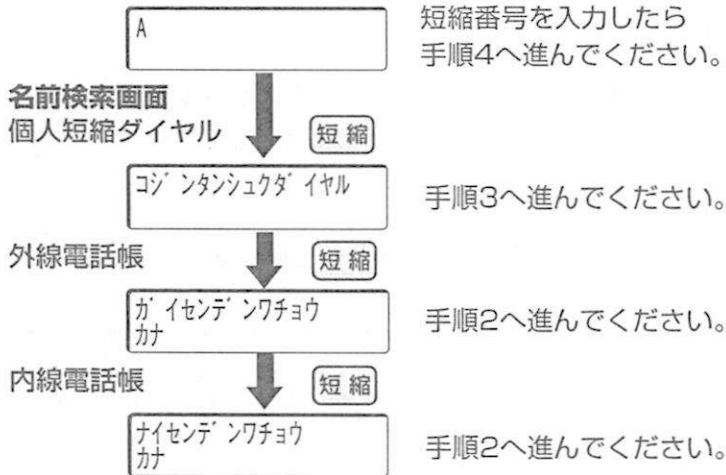 A
短縮番号を入力したら
手順4へ進んでください。
名前検索画面
個人短縮ダイヤル
短縮
コジンタンシュクダイヤル
手順3へ進んでください。
外線電話帳
短縮
ガイセンデンワチョウ
カナ
手順2へ進んでください。
内線電話帳
短縮
ナイセンデンワチョウ
カナ
手順2へ進んでください。